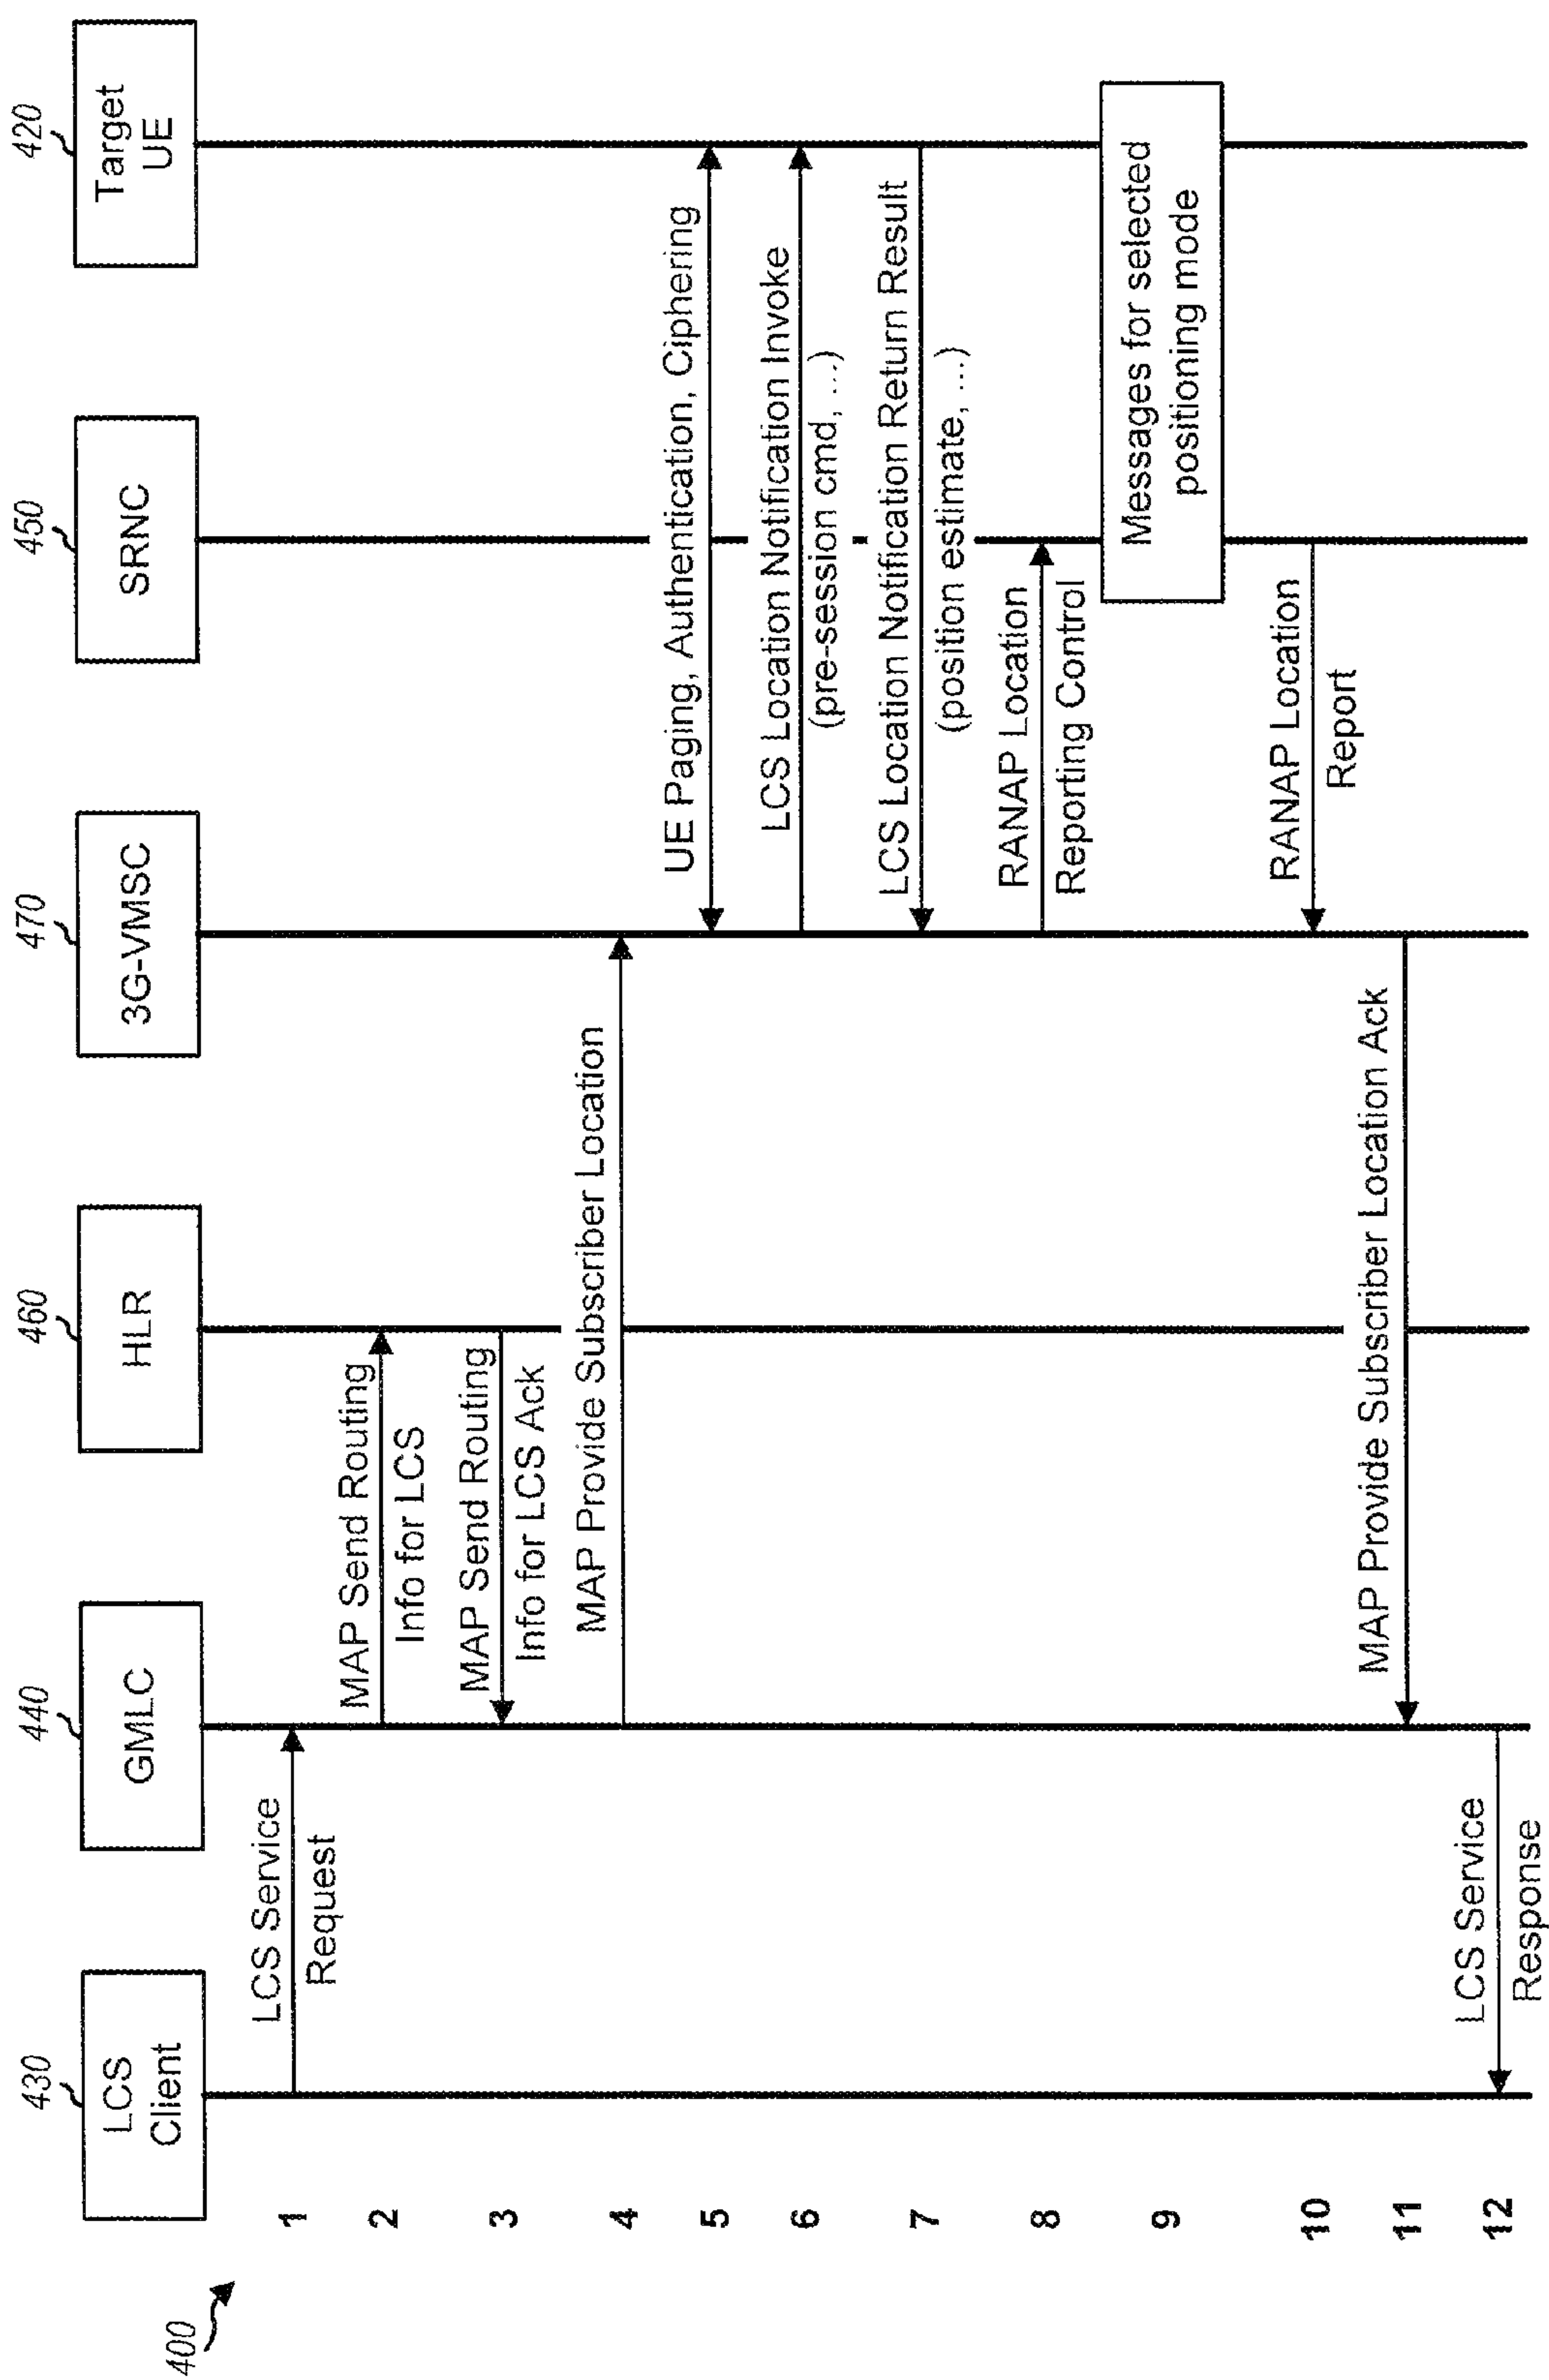 400
430
LCS
Client
440
GMLC
460
HLR
470
3G-VMSC
450
SRNC
420
Target
UE
1
LCS Service
Request
2
MAP Send Routing
Info for LCS
3
MAP Send Routing
Info for LCS Ack
4
MAP Provide Subscriber Location
5
UE Paging, Authentication, Ciphering
6
LCS Location Notification Invoke
(pre-session cmd, ...)
7
LCS Location Notification Return Result
(position estimate, ...)
8
RANAP Location
Reporting Control
9
Messages for selected
positioning mode
10
RANAP Location
Report
11
MAP Provide Subscriber Location Ack
12
LCS Service
Response